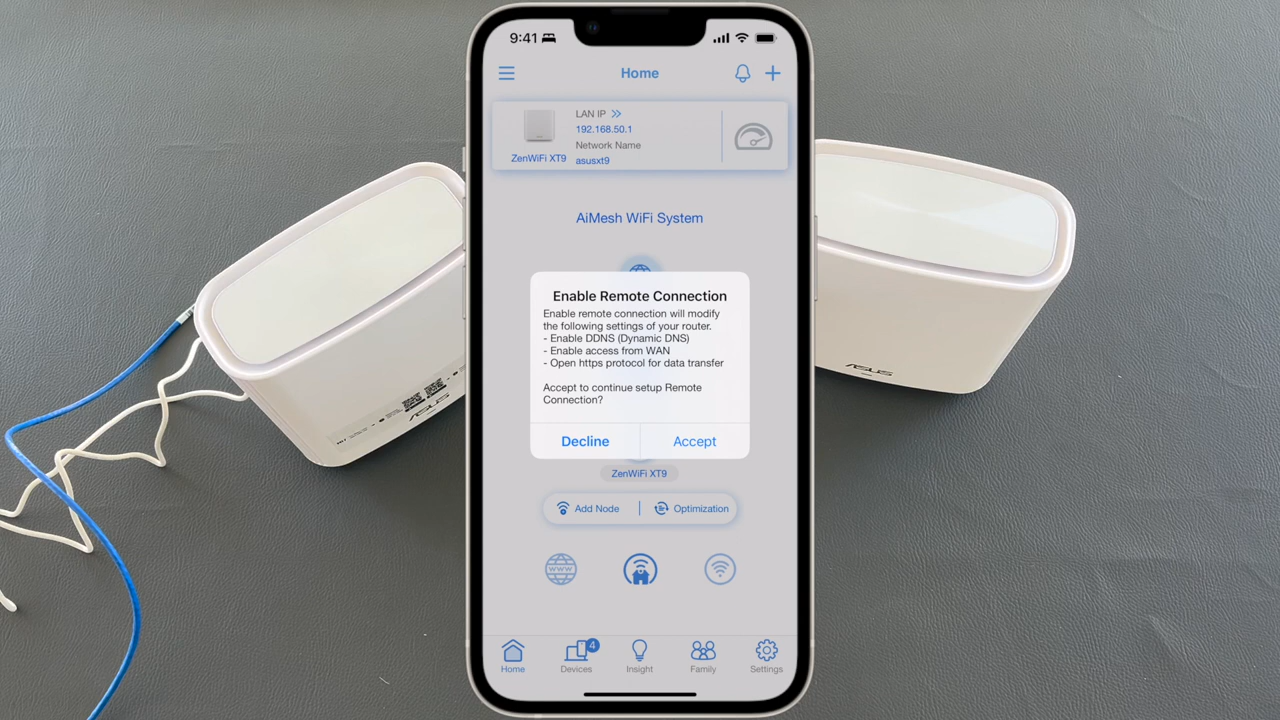 9:41
Home
LAN IP
192.168.50.1
Network Name
asusxt9
ZenWiFi XT9
AiMesh WiFi System
Enable Remote Connection
Enable remote connection will modify
the following settings of your router.
- Enable DDNS (Dynamic DNS)
- Enable access from WAN
- Open https protocol for data transfer
Accept to continue setup Remote
Connection?
Decline
Accept
ZenWiFi XT9
Add Node
Optimization
WWW
Home
Devices
4
Insight
Family
Settings
ASUS
ASUS